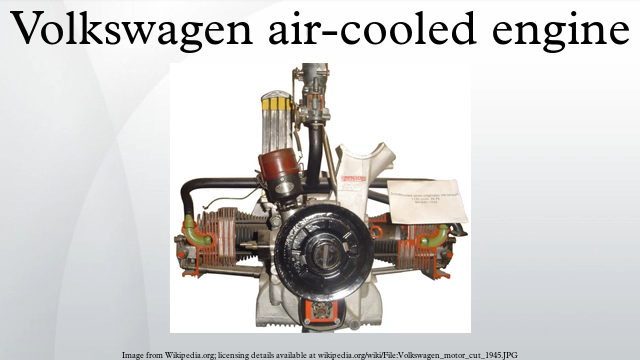 Volkswagen air-cooled engine
Image from Wikipedia.org; licensing details available at wikipedia.org/wiki/File:Volkswagen_motor_cut_1945.JPG